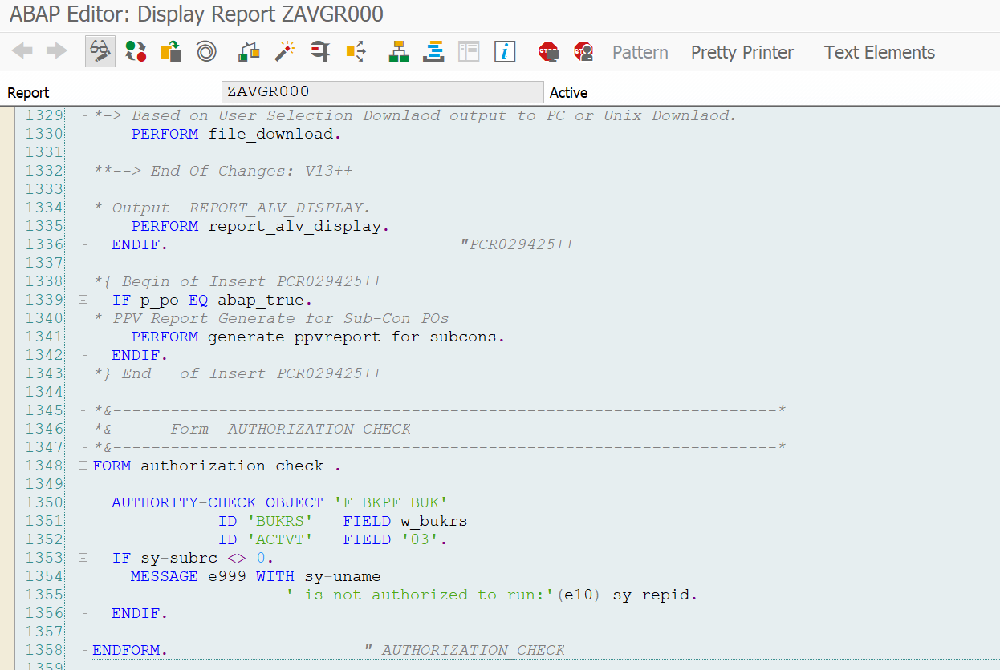 ABAP Editor: Display Report ZAVGR000
Pattern Pretty Printer Text Elements
Report ZAVGR000 Active
1329 *-> Based on User Selection Downlaod output to PC or Unix Downlaod.
1330 PERFORM file_download.
1331
1332 **--> End Of Changes: V13++
1333
1334 * Output  REPORT_ALV_DISPLAY.
1335 PERFORM report_alv_display.
1336 ENDIF. "PCR029425++
1337
1338 *{ Begin of Insert PCR029425++
1339 IF p_po EQ abap_true.
1340 * PPV Report Generate for Sub-Con POs
1341 PERFORM generate_ppvreport_for_subcons.
1342 ENDIF.
1343 *} End   of Insert PCR029425++
1344
1345 *&---------------------------------------------------------------------*
1346 *&      Form  AUTHORIZATION_CHECK
1347 *&---------------------------------------------------------------------*
1348 FORM authorization_check .
1349
1350 AUTHORITY-CHECK OBJECT 'F_BKPF_BUK'
1351 ID 'BUKRS'   FIELD w_bukrs
1352 ID 'ACTVT'   FIELD '03'.
1353 IF sy-subrc <> 0.
1354 MESSAGE e999 WITH sy-uname
1355 ' is not authorized to run:'(e10) sy-repid.
1356 ENDIF.
1357
1358 ENDFORM. " AUTHORIZATION_CHECK
1359